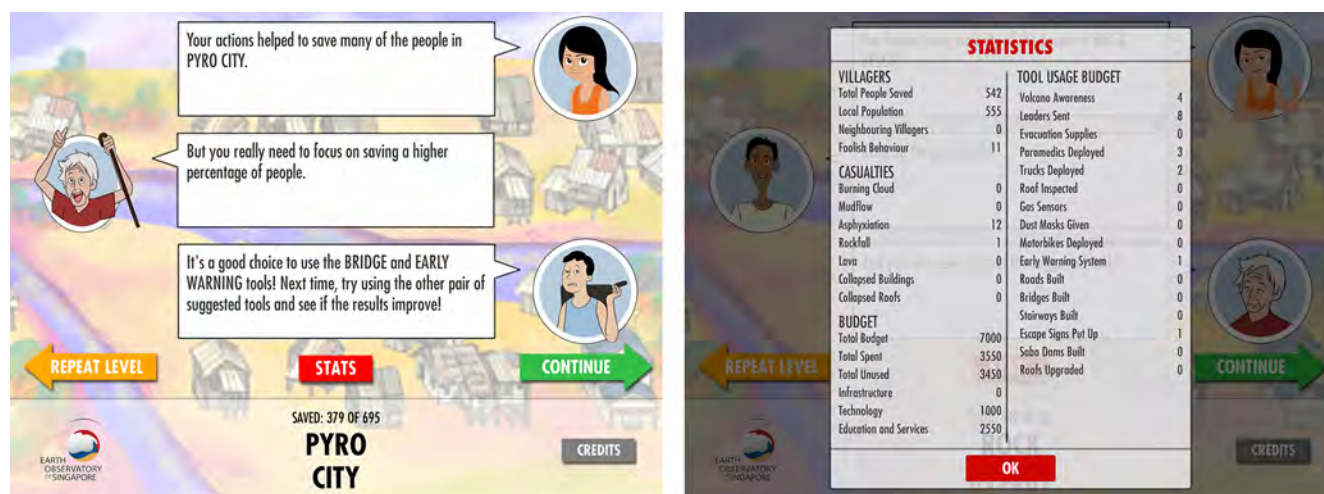 Your actions helped to save many of the people in
PYRO CITY.
But you really need to focus on saving a higher
percentage of people.
It's a good choice to use the BRIDGE and EARLY
WARNING tools! Next time, try using the other pair of
suggested tools and see if the results improve!
REPEAT LEVEL
STATS
CONTINUE
SAVED: 379 OF 695
PYRO
CITY
EARTH
OBSERVATORY
OF SINGAPORE
CREDITS
STATISTICS
VILLAGERS
Total People Saved 542
Local Population 555
Neighbouring Villagers 0
Foolish Behaviour 11
CASUALTIES
Burning Cloud 0
Mudflow 0
Asphyxiation 12
Rockfall 1
Lava 0
Collapsed Buildings 0
Collapsed Roofs 0
BUDGET
Total Budget 7000
Total Spent 3550
Total Unused 3450
Infrastructure 0
Technology 1000
Education and Services 2550
TOOL USAGE BUDGET
Volcano Awareness 4
Leaders Sent 8
Evacuation Supplies 0
Paramedics Deployed 3
Trucks Deployed 2
Roof Inspected 0
Gas Sensors 0
Dust Masks Given 0
Motorbikes Deployed 0
Early Warning System 1
Roads Built 0
Bridges Built 0
Stairways Built 0
Escape Signs Put Up 1
Sabo Dams Built 0
Roofs Upgraded 0
OK
REPEAT LEVEL
CONTINUE
ROCK
EARTH
OBSERVATORY
OF SINGAPORE
CREDITS